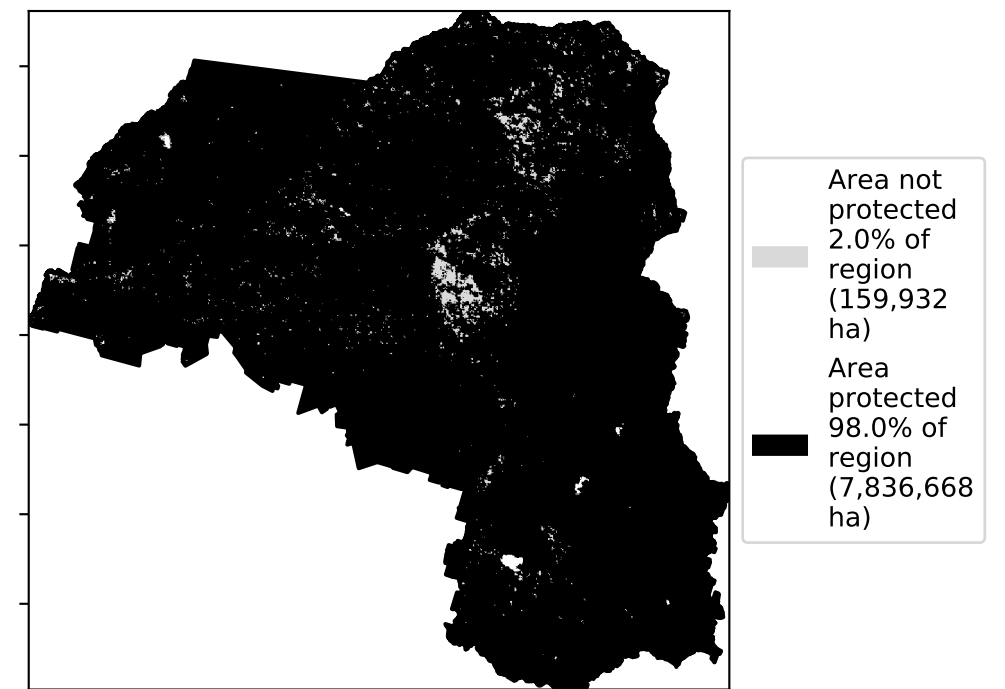 Area not
protected
2.0% of
region
(159,932
ha)
Area
protected
98.0% of
region
(7,836,668
ha)